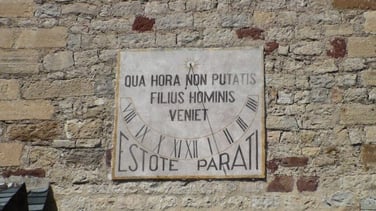 QUA HORA NON PUTATIS
FILIUS HOMINIS
VENIET
ESTOTE PARATI